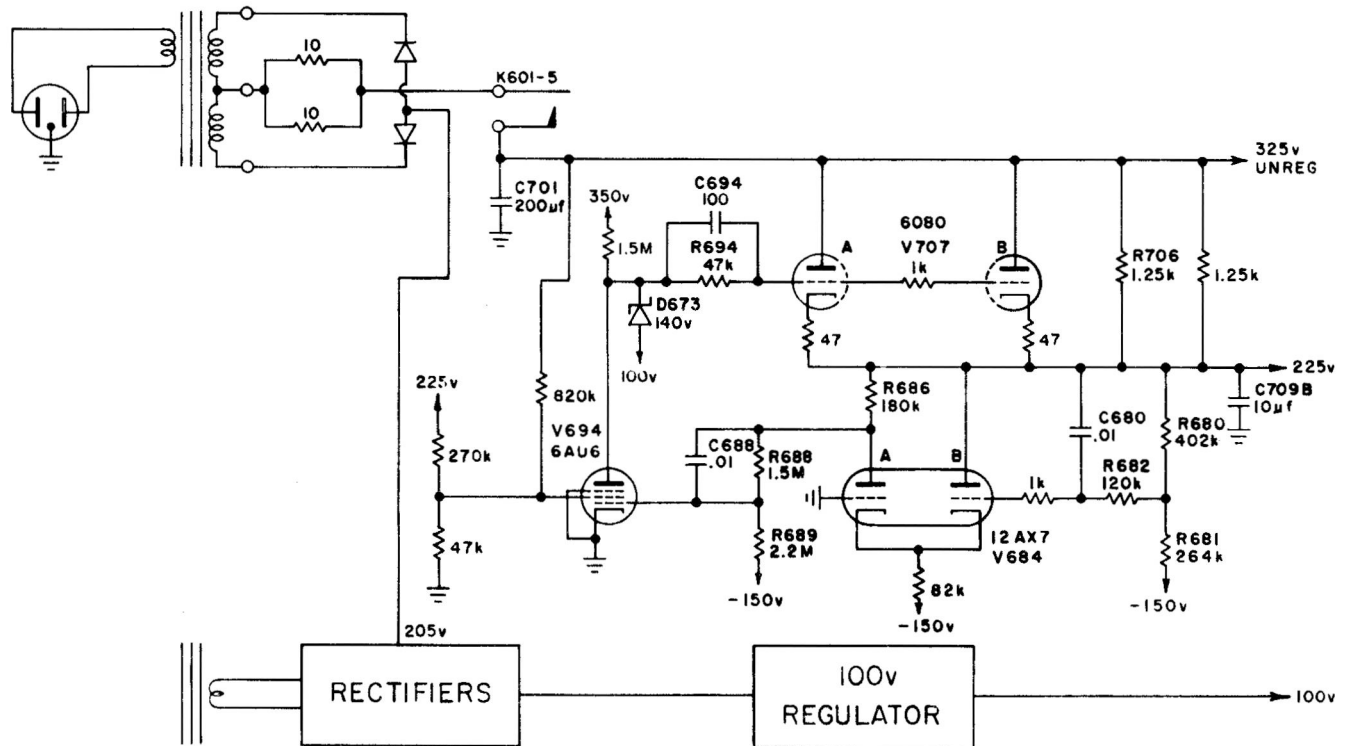 10
10
K601-5
325v
UNREG
C701
200µf
350v
1.5M
C694
100
R694
47k
A
6080
V707
1k
B
R706
1.25k
1.25k
D673
140v
100v
47
47
225v
C709B
10µf
225v
270k
47k
820k
V694
6AU6
C688
.01
R688
1.5M
R689
2.2M
-150v
R686
180k
A
B
12AX7
V684
82k
-150v
1k
C680
.01
R682
120k
R680
402k
R681
264k
-150v
205v
RECTIFIERS
100v
REGULATOR
100v